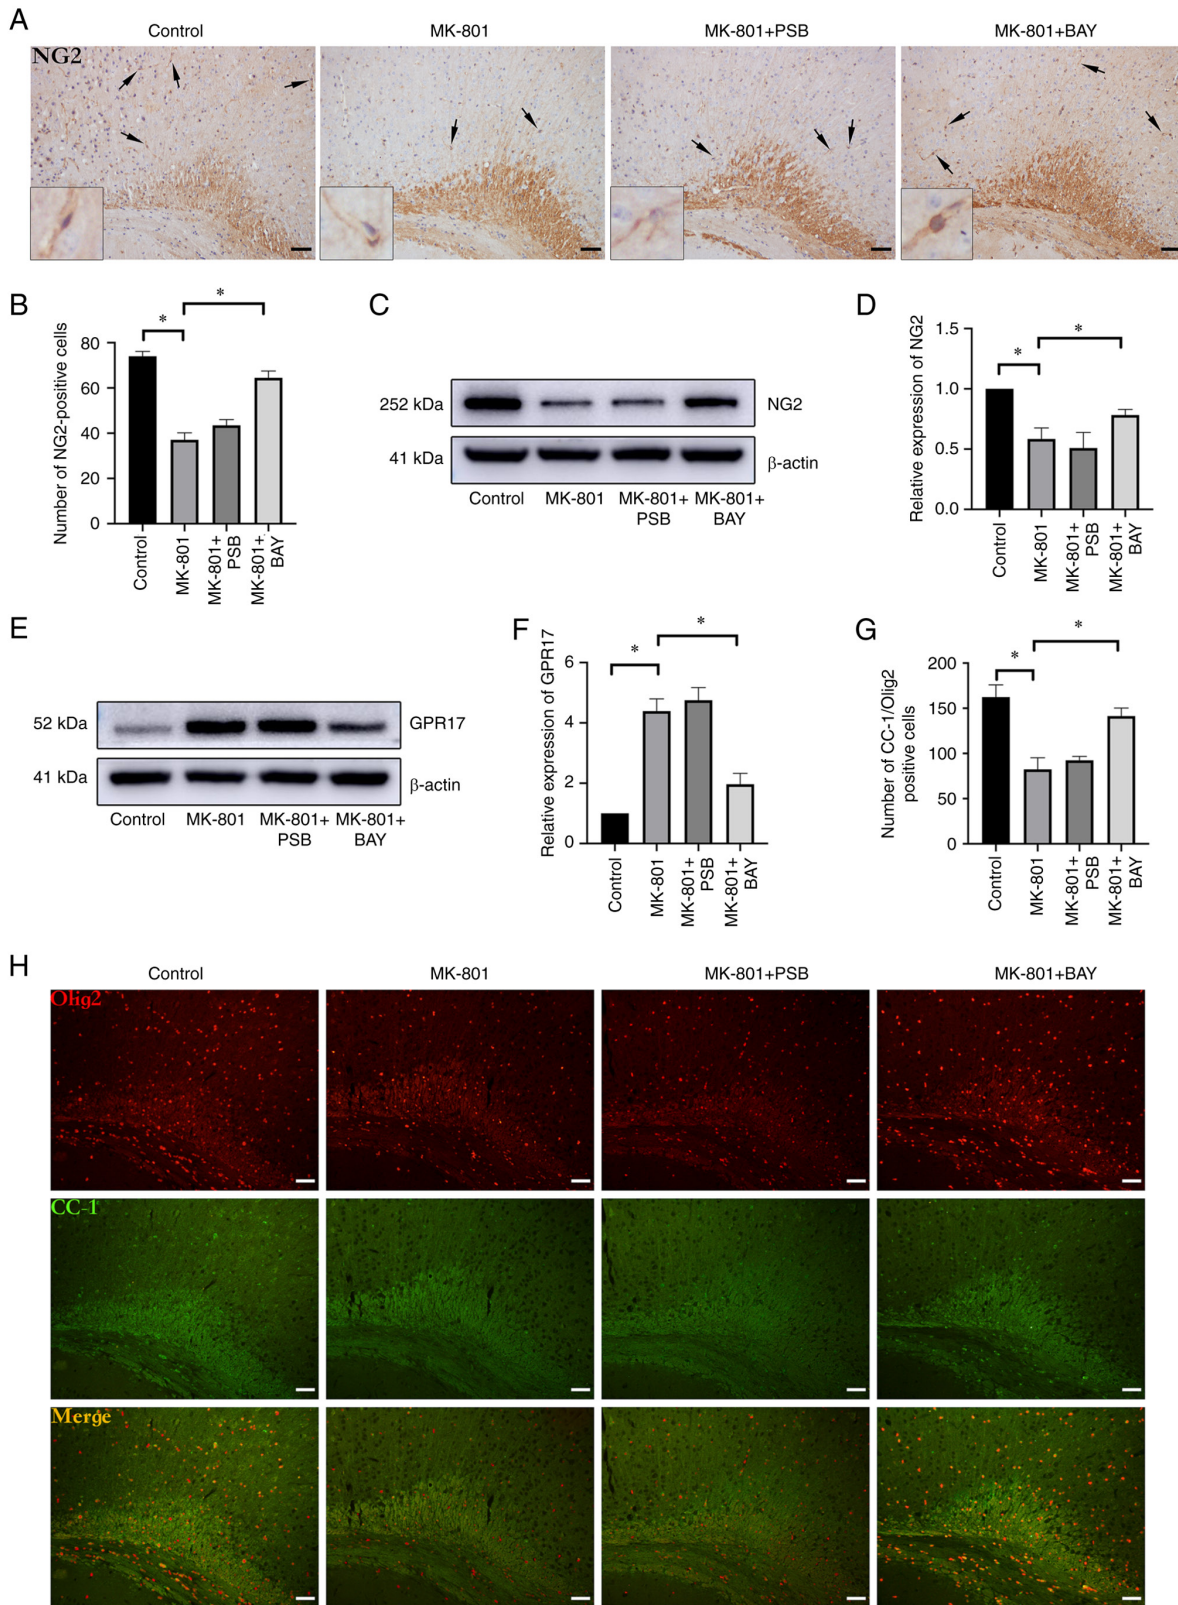 A
Control
MK-801
MK-801+PSB
MK-801+BAY
NG2
B
Number of NG2-positive cells
80
60
40
20
0
*
*
Control
MK-801
MK-801+
PSB
MK-801+
BAY
C
252 kDa
NG2
41 kDa
β-actin
Control
MK-801
MK-801+
PSB
MK-801+
BAY
D
Relative expression of NG2
1.5
1.0
0.5
0.0
*
*
Control
MK-801
MK-801+
PSB
MK-801+
BAY
E
52 kDa
GPR17
41 kDa
β-actin
Control
MK-801
MK-801+
PSB
MK-801+
BAY
F
Relative expression of GPR17
6
4
2
0
*
*
Control
MK-801
MK-801+
PSB
MK-801+
BAY
G
Number of CC-1/Olig2
positive cells
200
150
100
50
0
*
*
Control
MK-801
MK-801+
PSB
MK-801+
BAY
H
Control
MK-801
MK-801+PSB
MK-801+BAY
Olig2
CC-1
Merge